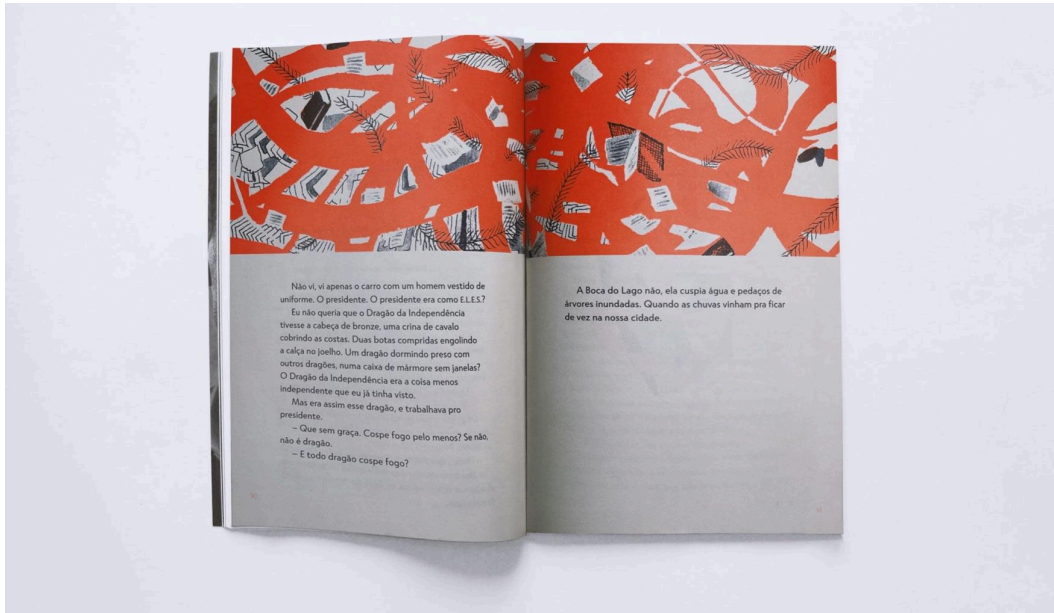 Não vi, vi apenas o carro com um homem vestido de
uniforme. O presidente. O presidente era como E.L.E.S.?
Eu não queria que o Dragão da Independência
tivesse a cabeça de bronze, uma crina de cavalo
cobrindo as costas. Duas botas compridas engolindo
a calça no joelho. Um dragão dormindo preso com
outros dragões, numa caixa de mármore sem janelas?
O Dragão da Independência era a coisa menos
independente que eu já tinha visto.
Mas era assim esse dragão, e trabalhava pro
presidente.
– Que sem graça. Cospe fogo pelo menos? Se não,
não é dragão.
– E todo dragão cospe fogo?
A Boca do Lago não, ela cuspia água e pedaços de
árvores inundadas. Quando as chuvas vinham pra ficar
de vez na nossa cidade.